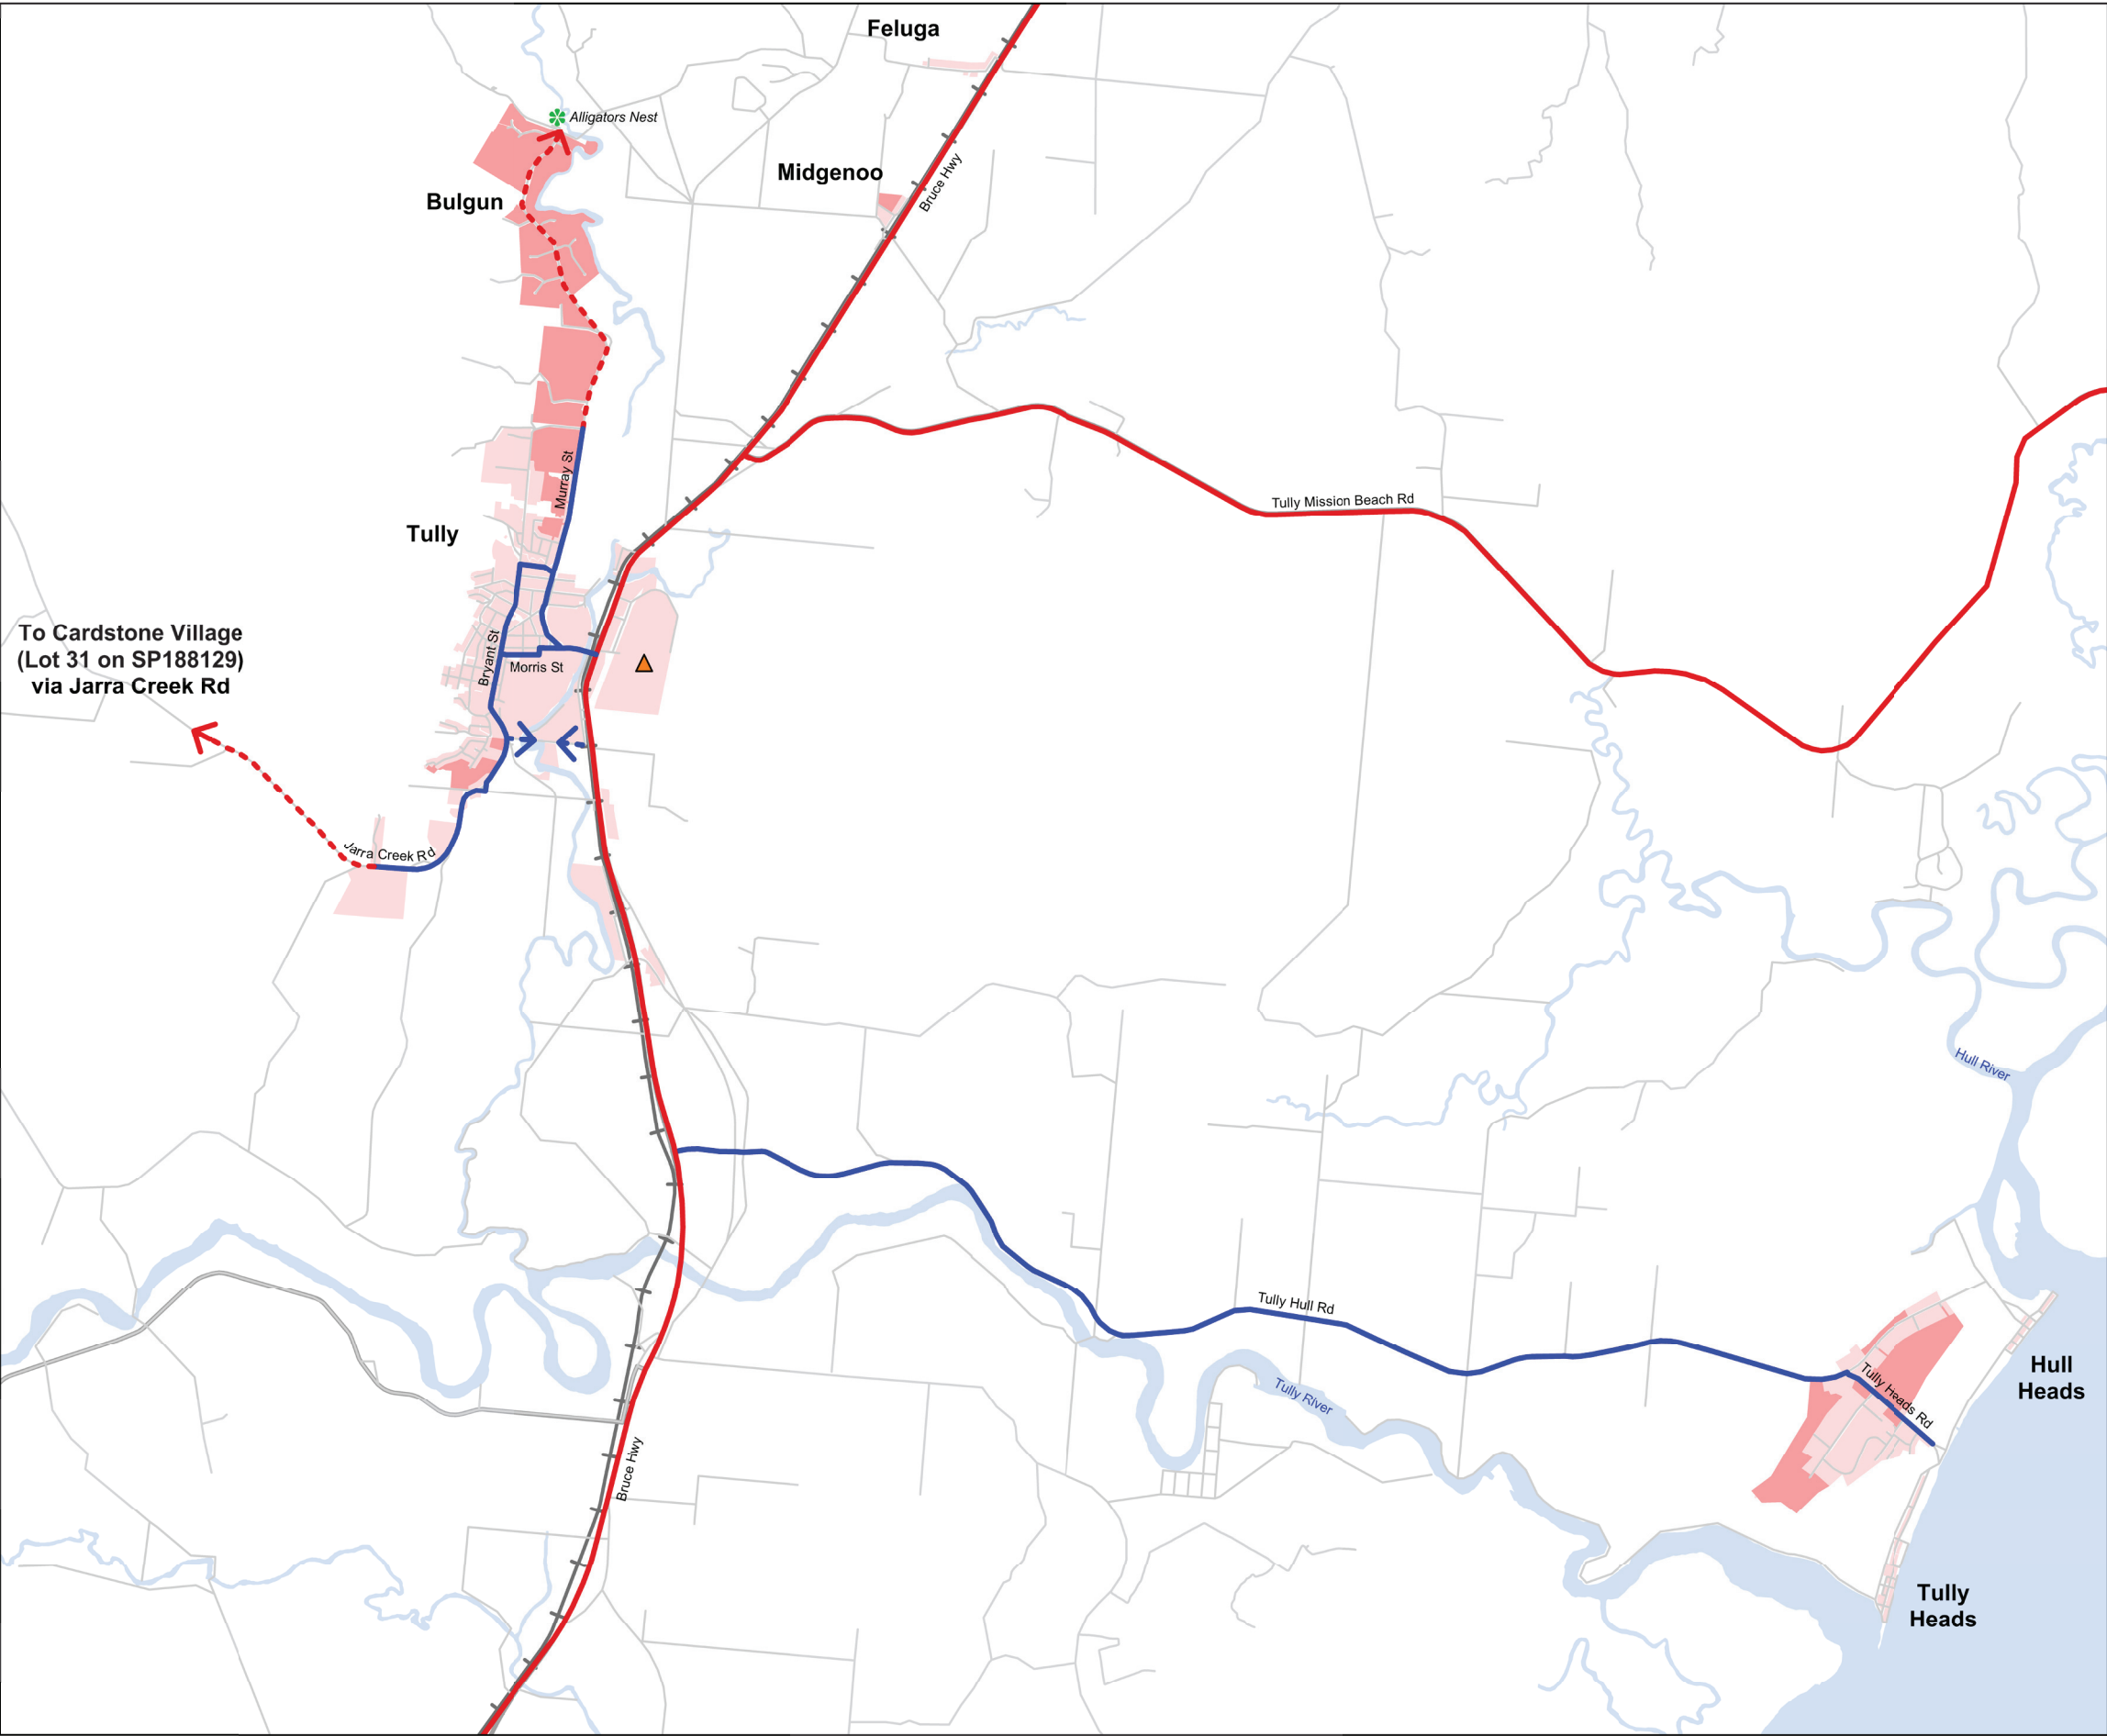 Feluga
Alligators Nest
Midgenoo
Bruce Hwy
Bulgun
Murray St
Tully Mission Beach Rd
Tully
To Cardstone Village
(Lot 31 on SP188129)
via Jarra Creek Rd
Bryant St
Morris St
Jarra Creek Rd
Hull River
Tully Hull Rd
Tully River
Tully Heads Rd
Hull
Heads
Bruce Hwy
Tully
Heads